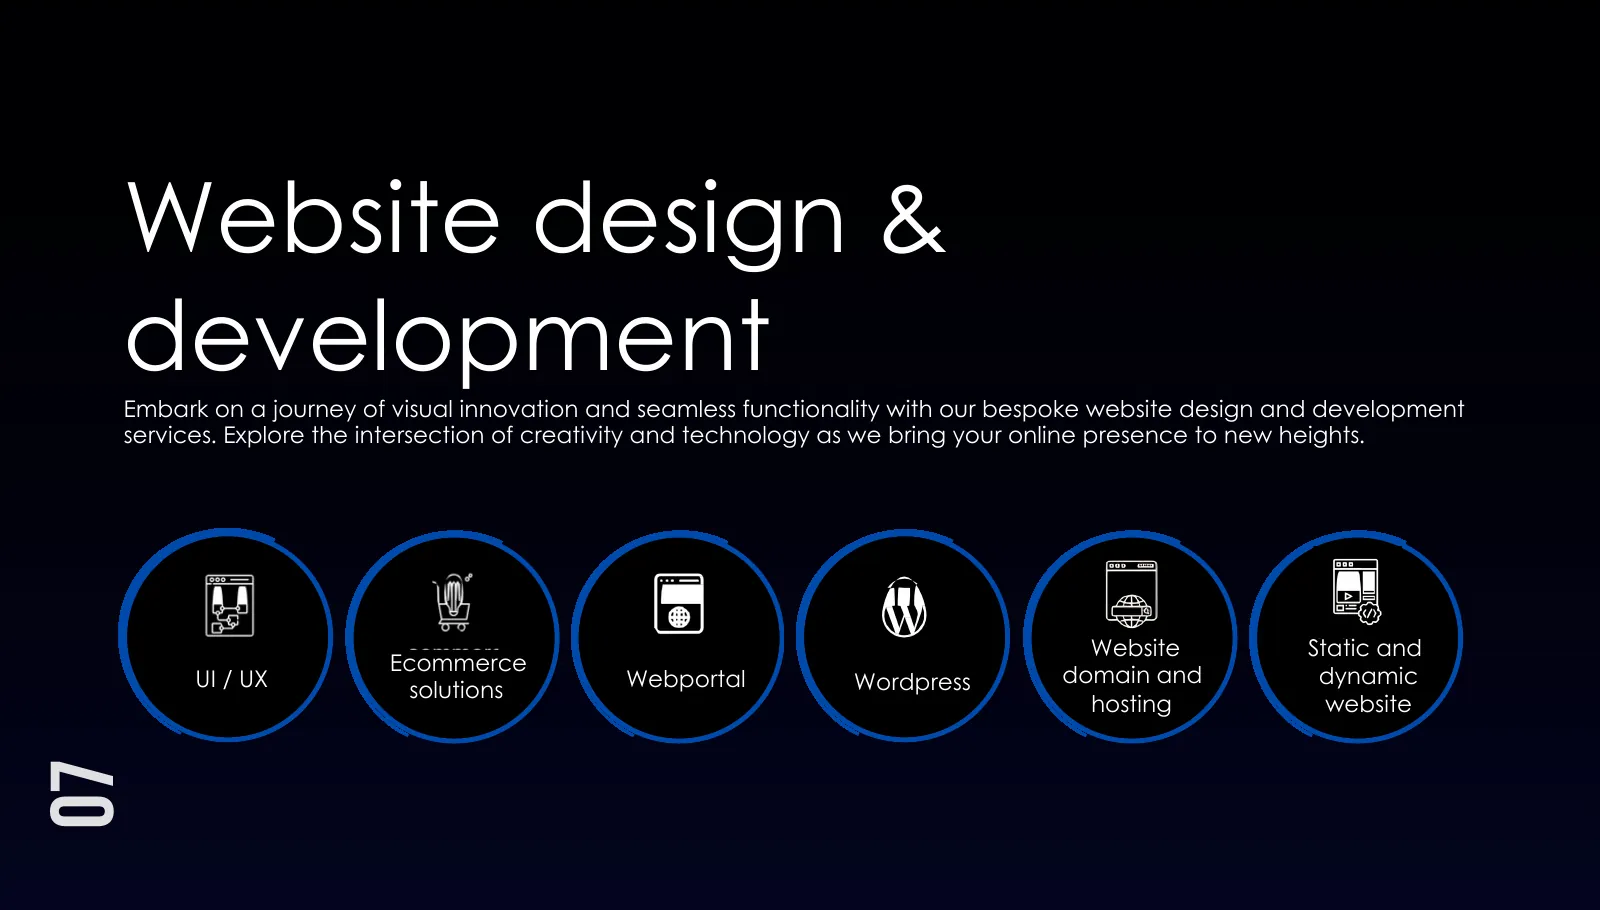 Website design &
development
Embark on a journey of visual innovation and seamless functionality with our bespoke website design and development
services. Explore the intersection of creativity and technology as we bring your online presence to new heights.
UI / UX
Ecommerce
solutions
Webportal
Wordpress
Website
domain and
hosting
Static and
dynamic
website
07